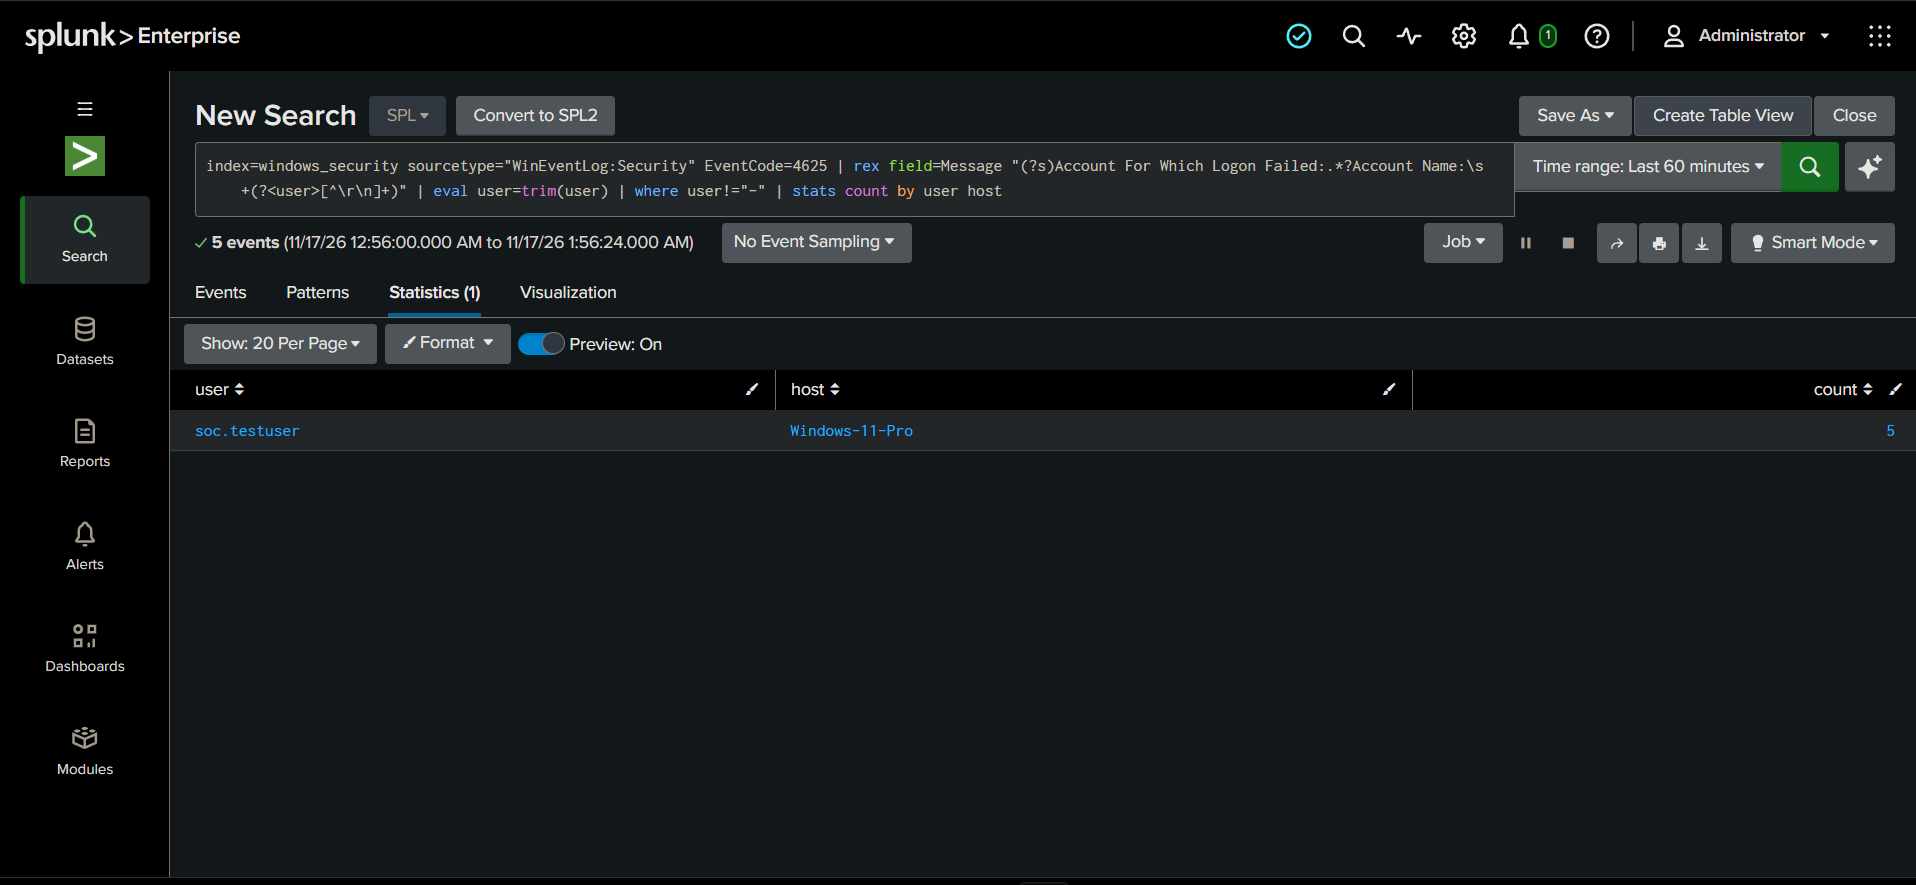 splunk> Enterprise
1
Administrator
New Search
SPL
Convert to SPL2
Save As
Create Table View
Close
index=windows_security sourcetype="WinEventLog:Security" EventCode=4625 | rex field=Message "(?s)Account For Which Logon Failed:.*?Account Name:\s
+(?<user>[^\r\n]+)" | eval user=trim(user) | where user!="-" | stats count by user host
Time range: Last 60 minutes
5 events (11/17/26 12:56:00.000 AM to 11/17/26 1:56:24.000 AM)
No Event Sampling
Job
Smart Mode
Events
Patterns
Statistics (1)
Visualization
Show: 20 Per Page
Format
Preview: On
user
host
count
soc.testuser
Windows-11-Pro
5
Search
Datasets
Reports
Alerts
Dashboards
Modules